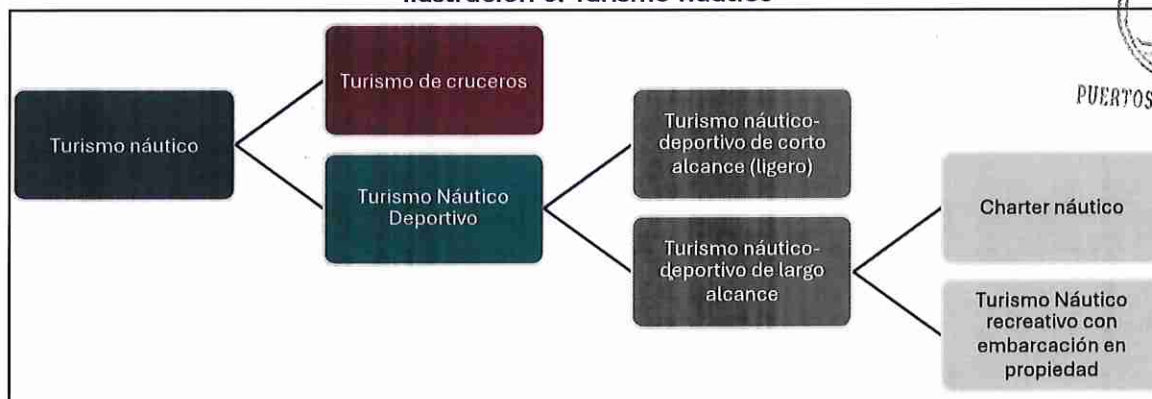 Turismo náutico
Turismo de cruceros
Turismo Náutico
Deportivo
Turismo náutico-
deportivo de corto
alcance (ligero)
Turismo náutico-
deportivo de largo
alcance
Charter náutico
Turismo Náutico
recreativo con
embarcación en
propiedad
PUERTOS